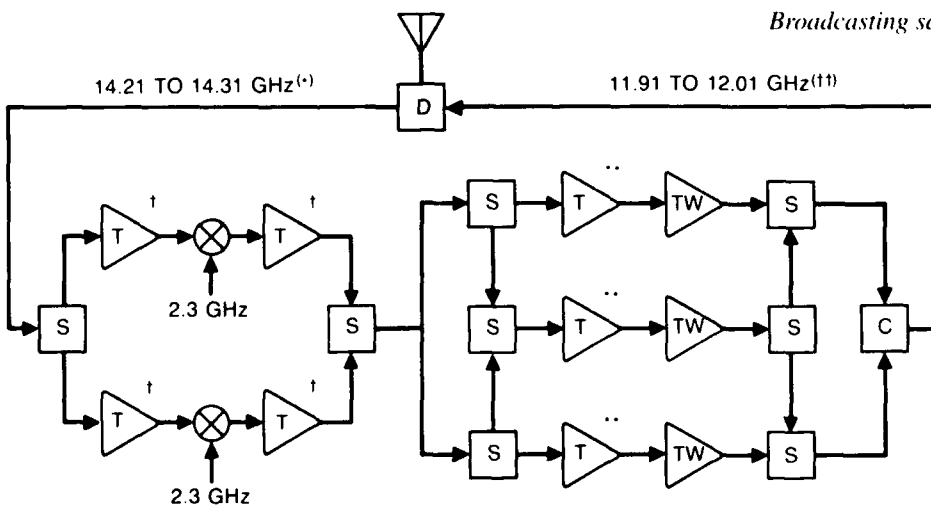 Broadcasting sa
14.21 TO 14.31 GHz(*)
11.91 TO 12.01 GHz(††)
D
† † S T •• TW S
T T
2.3 GHz
S S S T •• TW S C
† †
T T
S T •• TW S
2.3 GHz